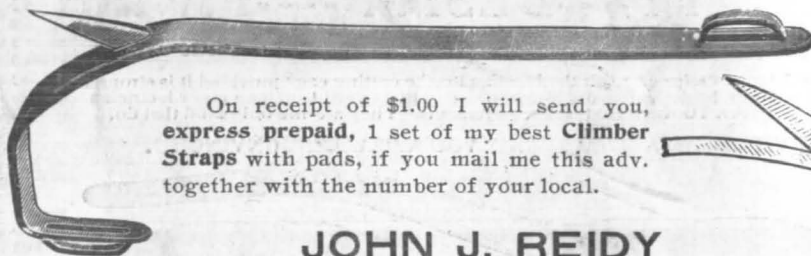 On receipt of $1.00 I will send you,
express prepaid, 1 set of my best Climber
Straps with pads, if you mail me this adv.
together with the number of your local.
JOHN J. REIDY